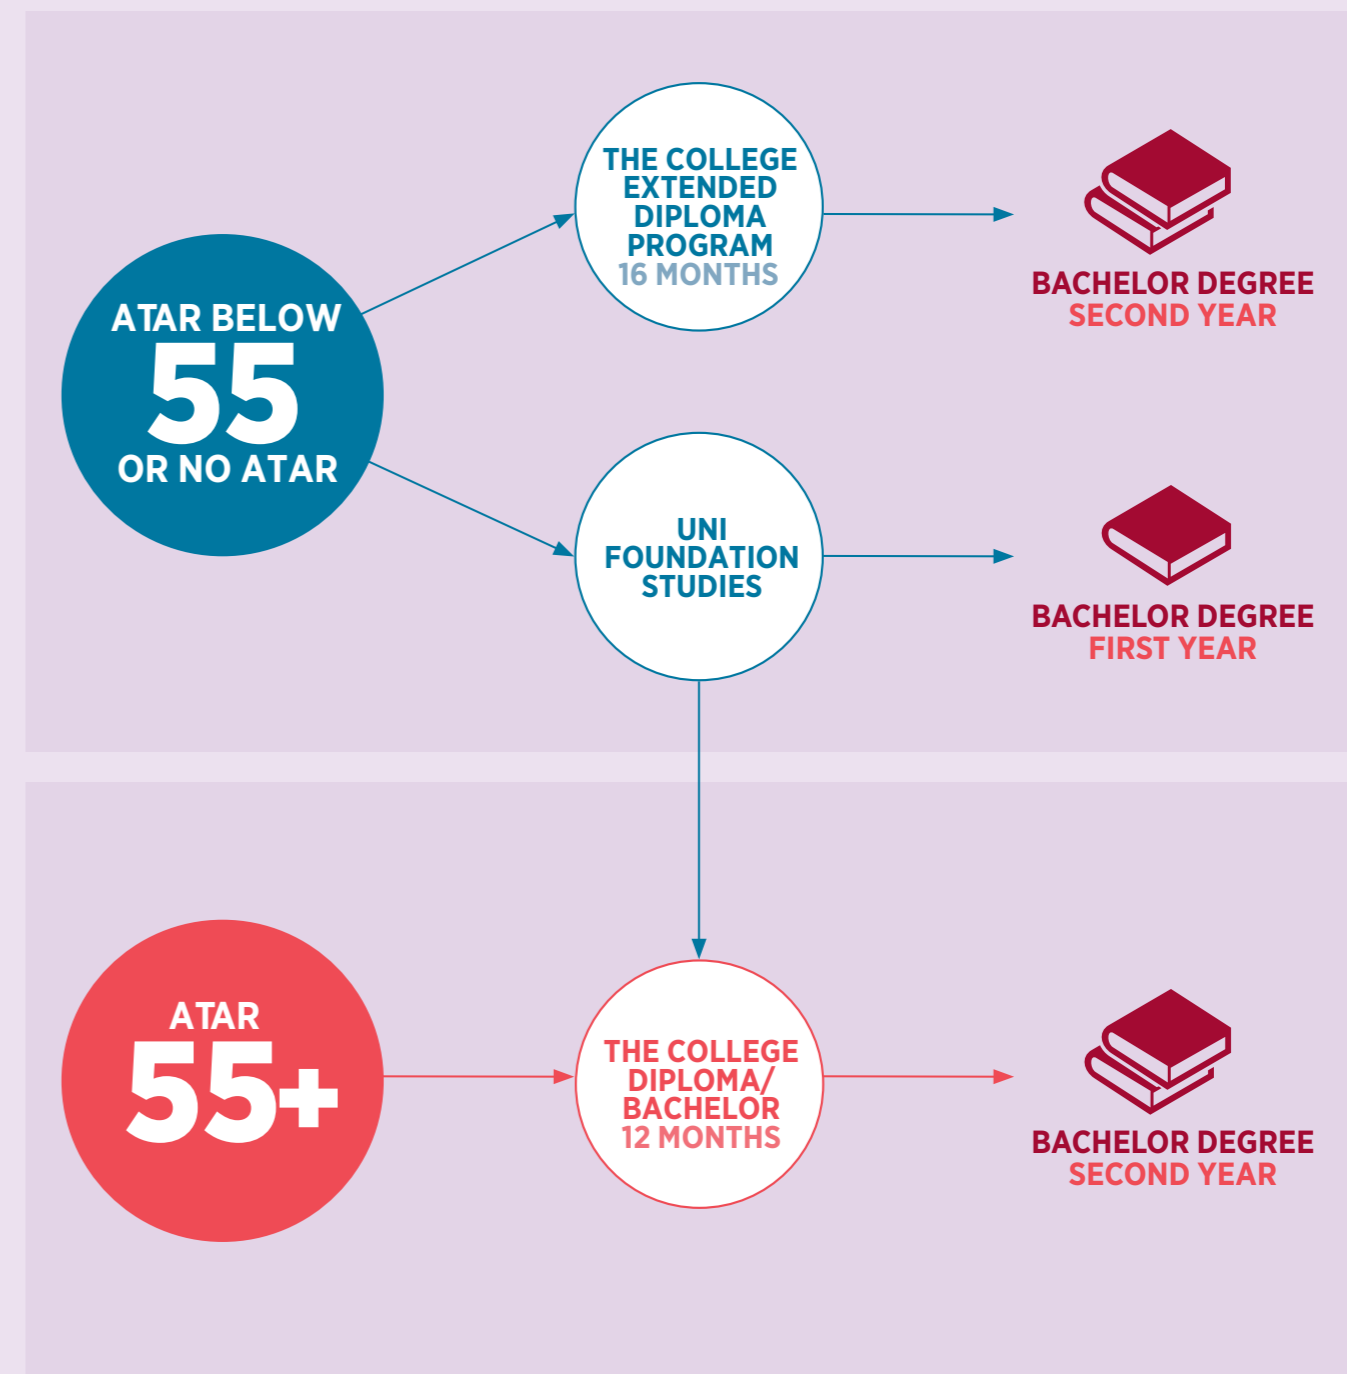 ATAR BELOW
55
OR NO ATAR
THE COLLEGE
EXTENDED
DIPLOMA
PROGRAM
16 MONTHS
BACHELOR DEGREE
SECOND YEAR
UNI
FOUNDATION
STUDIES
BACHELOR DEGREE
FIRST YEAR
ATAR
55+
THE COLLEGE
DIPLOMA/
BACHELOR
12 MONTHS
BACHELOR DEGREE
SECOND YEAR